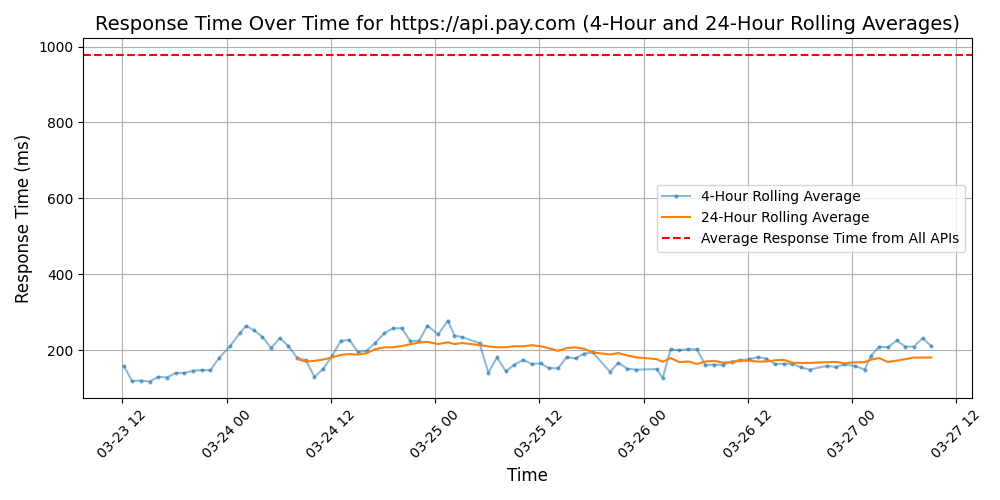 Response Time Over Time for https://api.pay.com (4-Hour and 24-Hour Rolling Averages)
Response Time (ms)
1000
800
600
400
200
4-Hour Rolling Average
24-Hour Rolling Average
Average Response Time from All APIs
03-23 12
03-24 00
03-24 12
03-25 00
03-25 12
03-26 00
03-26 12
03-27 00
03-27 12
Time